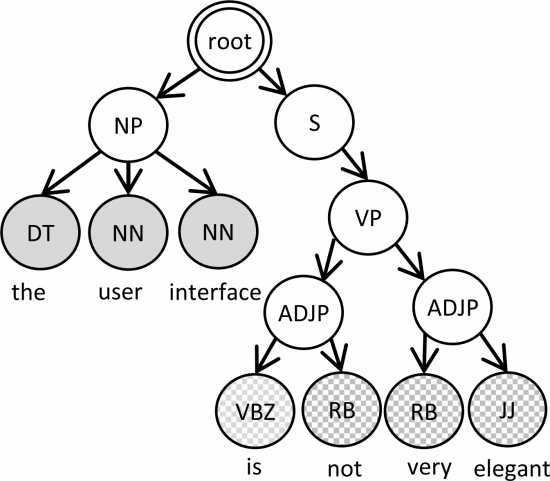 root
NP
S
DT NN NN
VP
the user interface
ADJP ADJP
VBZ RB RB JJ
is not very elegant